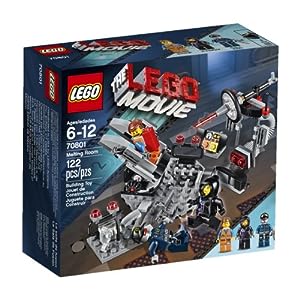 LEGO
THE
LEGO
MOVIE
Ages/edades
6-12
70801
Melting Room
122
pcs/pzs
Building Toy
Jouet de
Construction
Juguete para
Construir